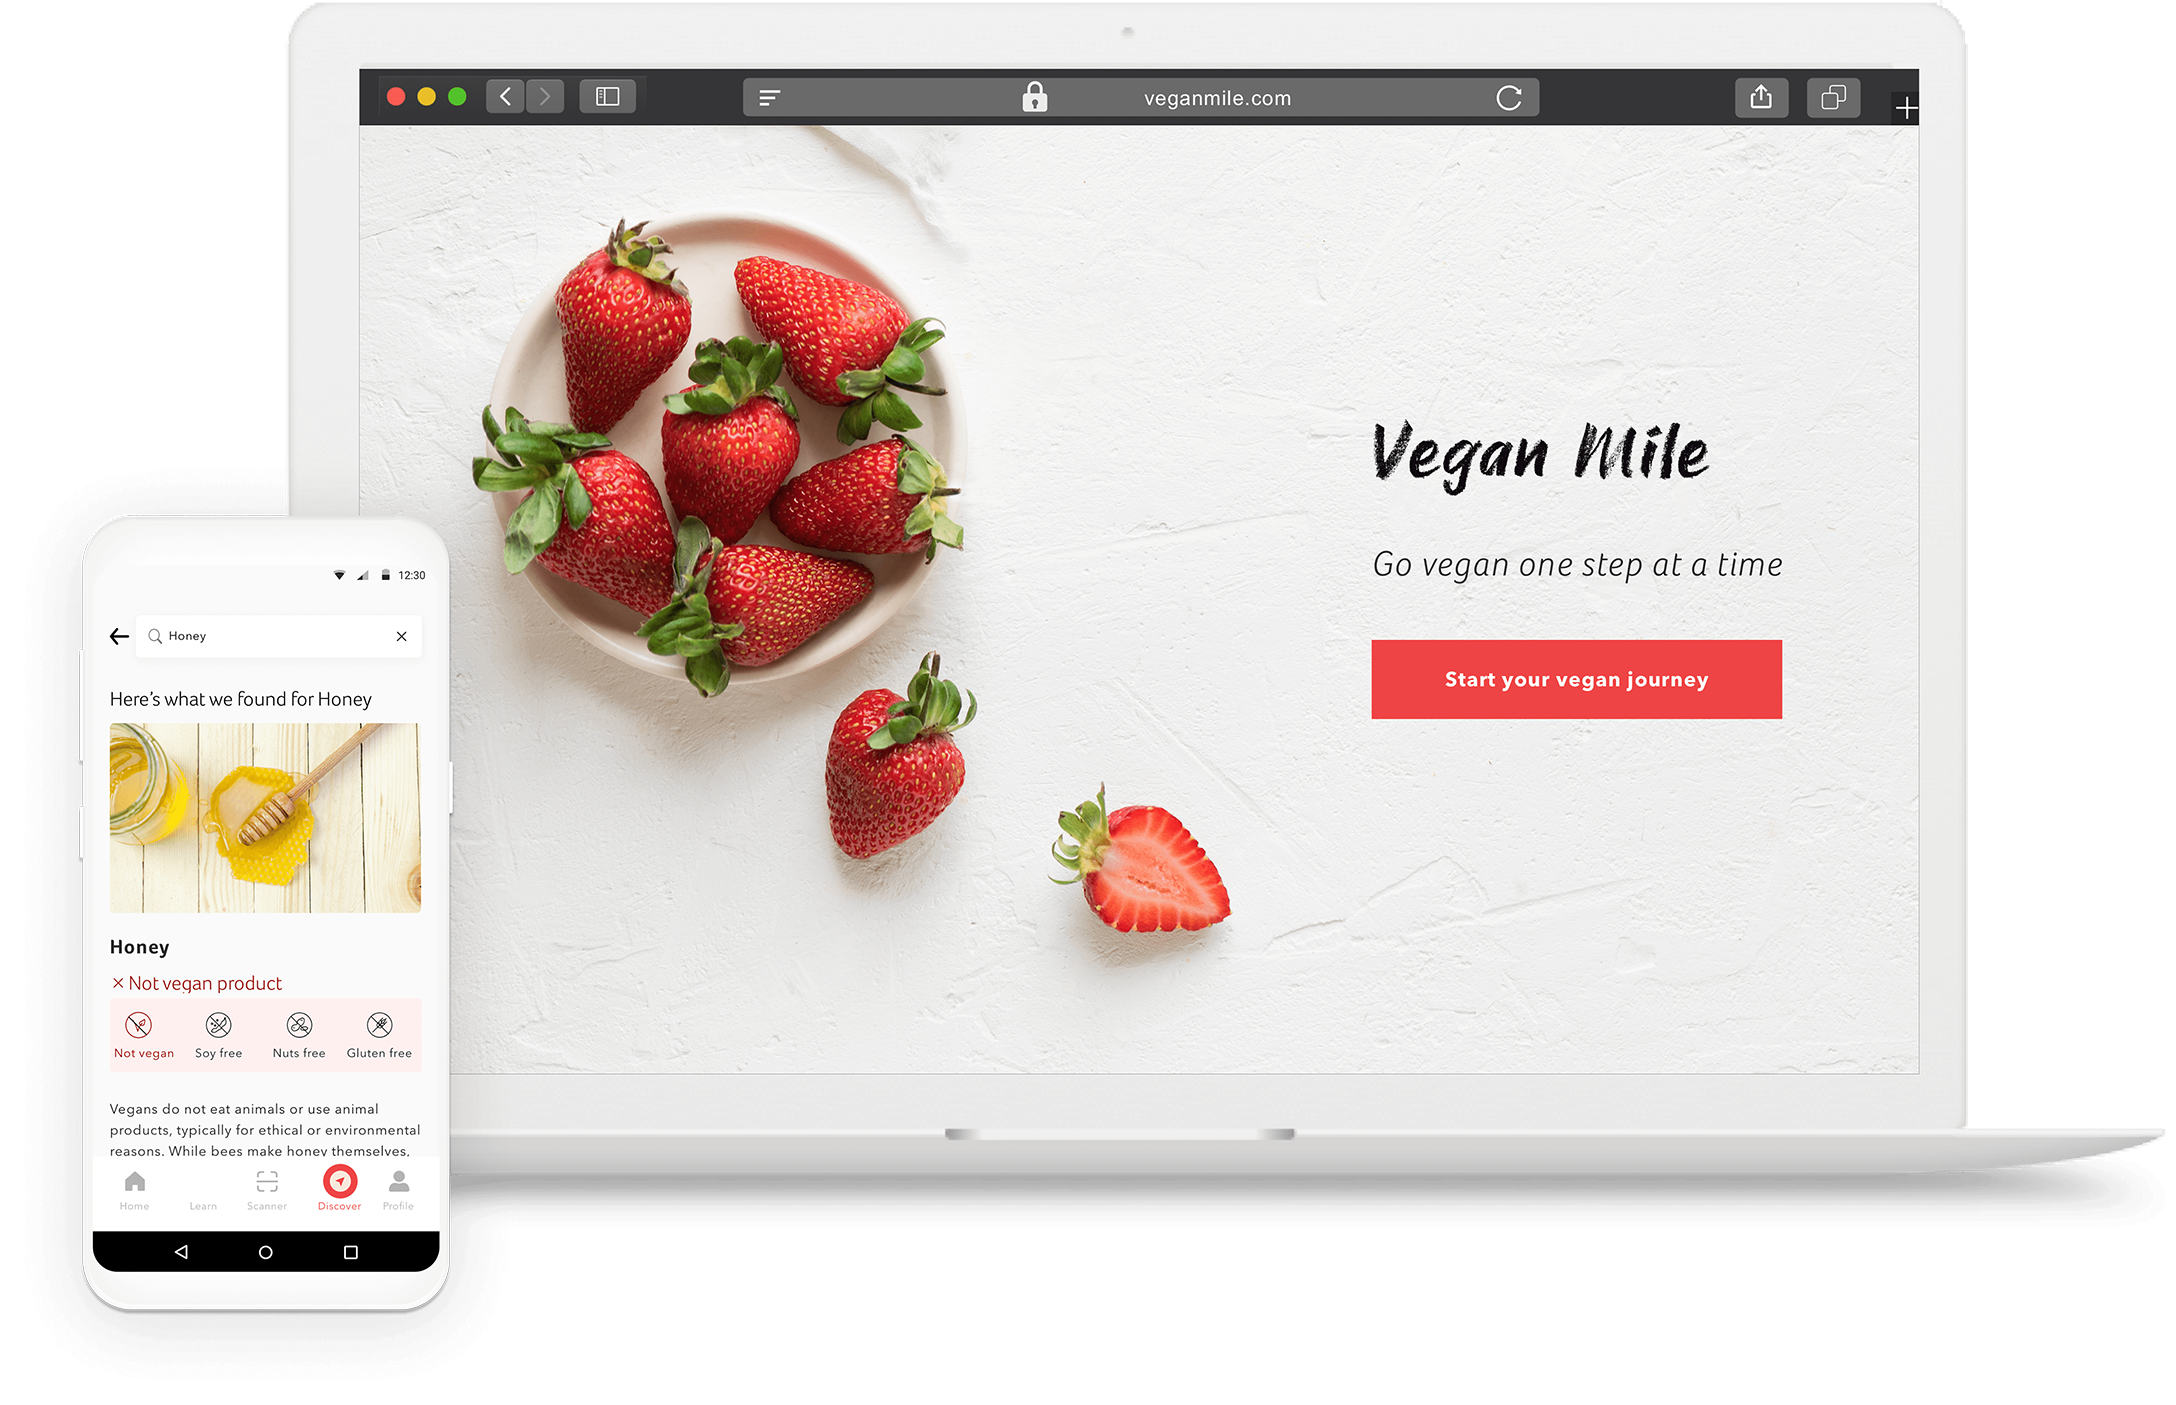 veganmile.com
Vegan Mile
Go vegan one step at a time
Start your vegan journey
12:30
Honey
Here's what we found for Honey
Honey
Not vegan product
Not vegan Soy free Nuts free Gluten free
Vegans do not eat animals or use animal
products, typically for ethical or environmental
reasons. While bees make honey themselves,
Home Learn Scanner Discover Profile